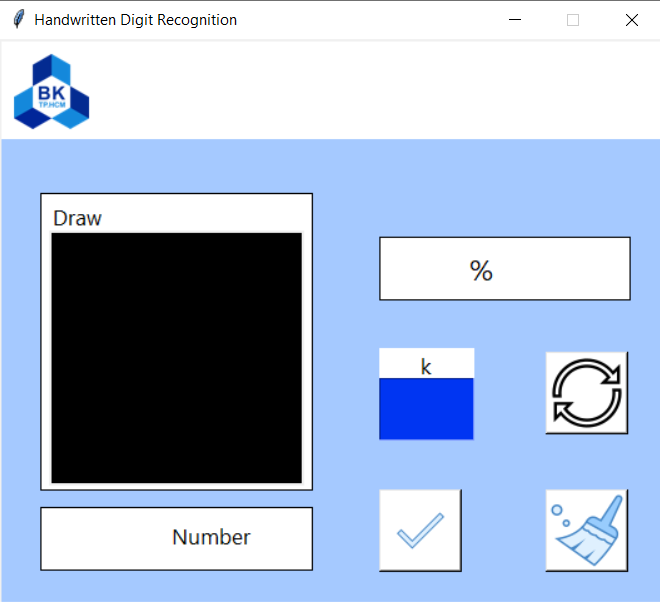 Handwritten Digit Recognition
BK
TP.HCM
Draw
%
k
Number